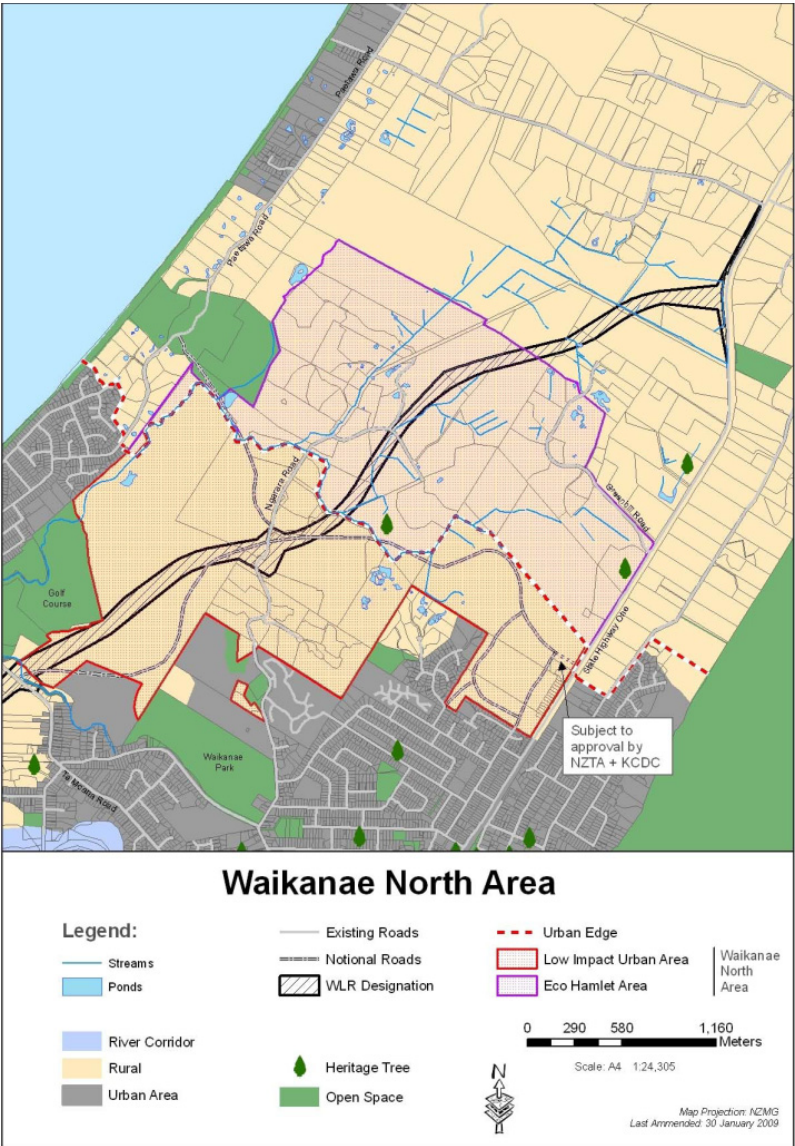 Paetawa Road
Pae Kiwa Road
Ngarara Road
Greenhill Road
State Highway One
Golf
Course
Subject to
approval by
NZTA + KCDC
Waikanae
Park
Te Moana Road
Waikanae North Area
Legend:
Streams
Ponds
River Corridor
Rural
Urban Area
Existing Roads
Notional Roads
WLR Designation
Heritage Tree
Open Space
Urban Edge
Low Impact Urban Area
Eco Hamlet Area
Waikanae
North
Area
0 290 580 1,160
Meters
Scale: A4 1:24,305
N
Map Projection: NZMG
Last Ammended: 30 January 2009